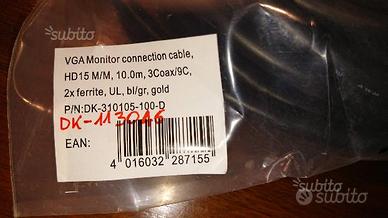 subito
VGA Monitor connection cable,
HD15 M/M, 10.0m, 3Coax/9C,
2x ferrite, UL, bl/gr, gold
P/N:DK-310105-100-D
DK-113046
EAN:
4 016032 287155
subito
subito